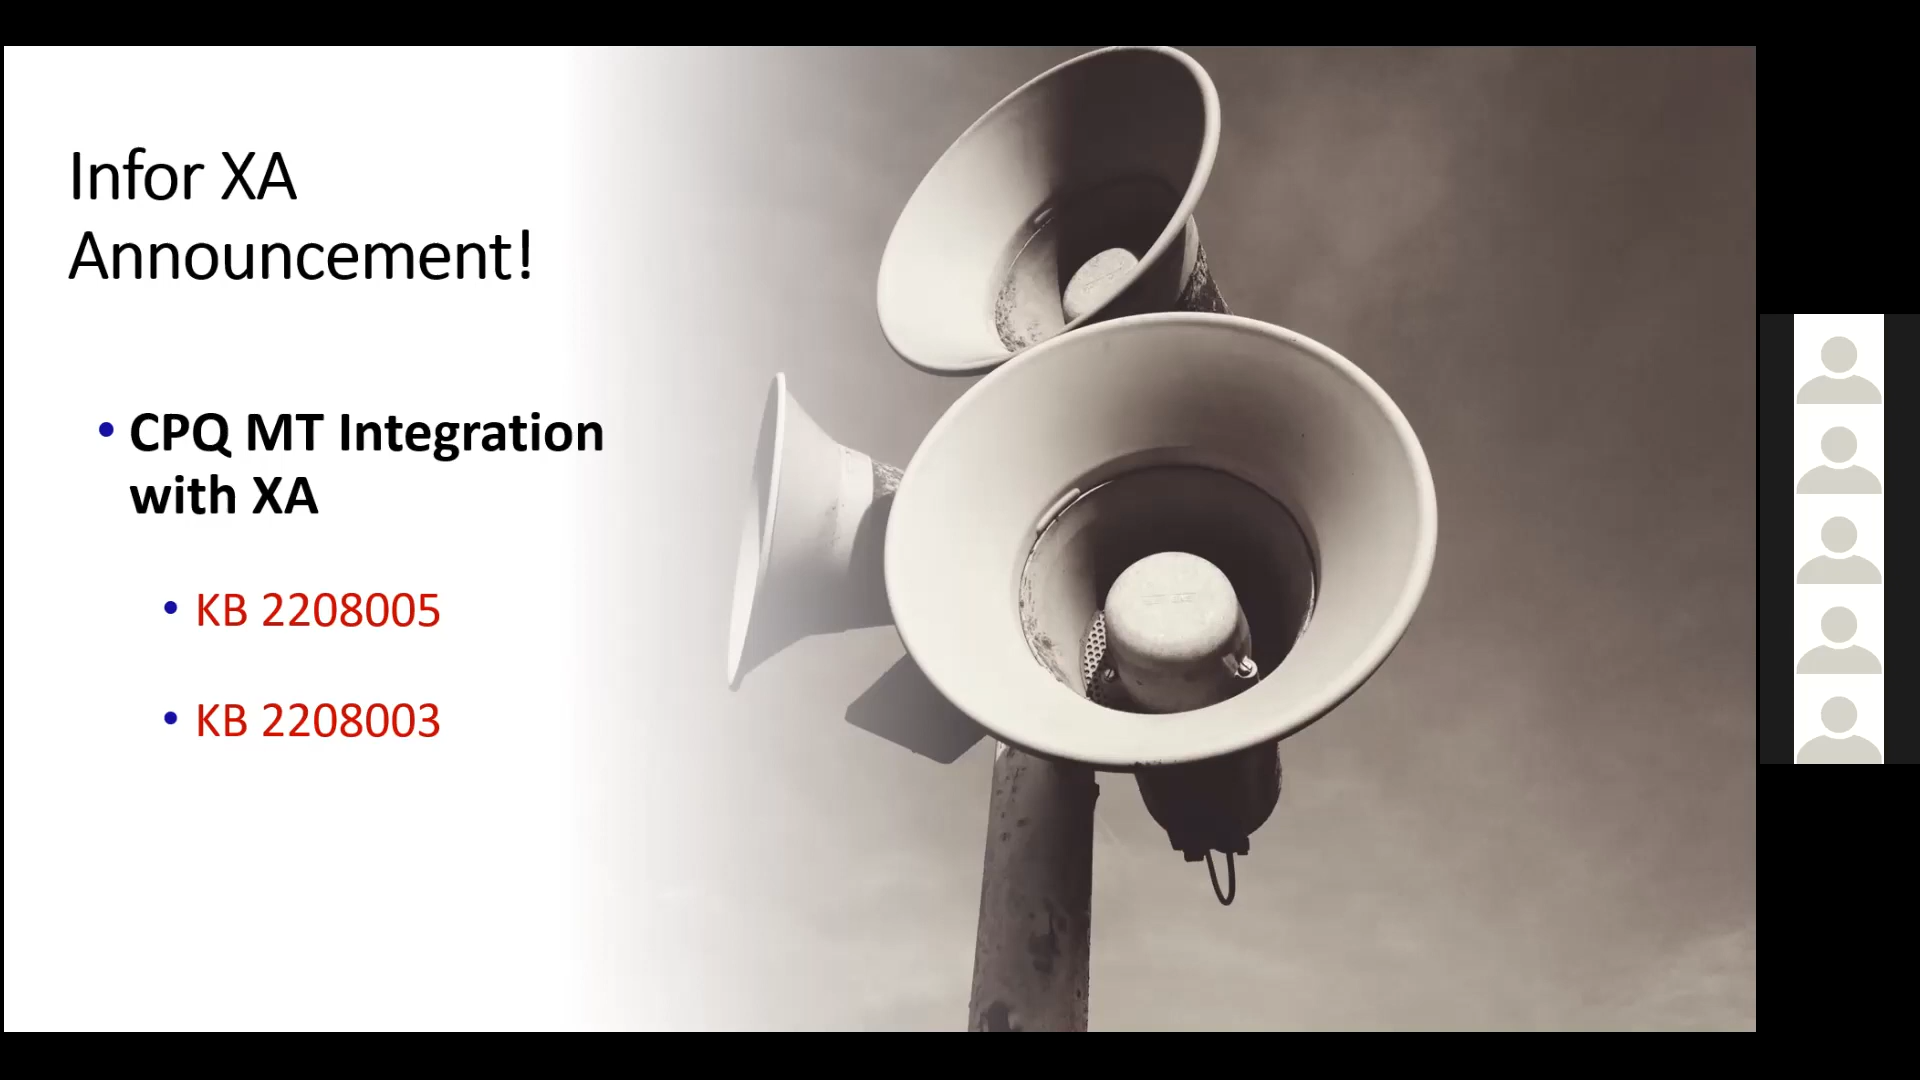 Infor XA
Announcement!
• CPQ MT Integration
with XA
• KB 2208005
• KB 2208003